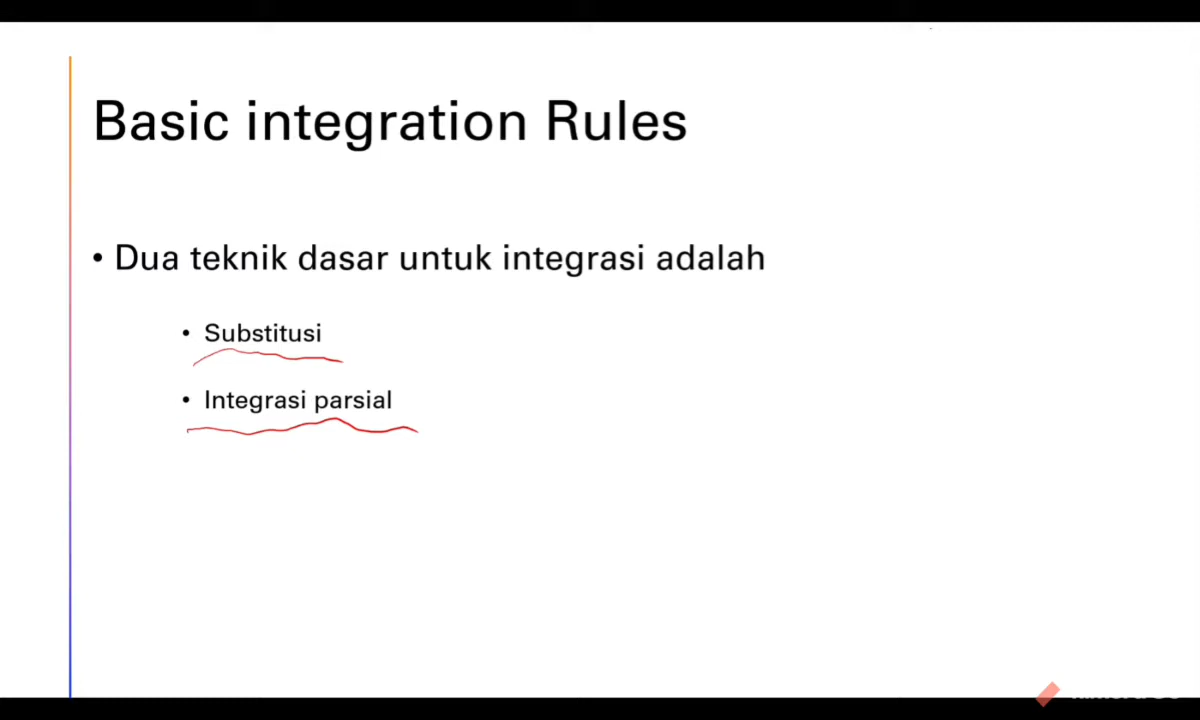 Basic integration Rules
• Dua teknik dasar untuk integrasi adalah
• Substitusi
• Integrasi parsial